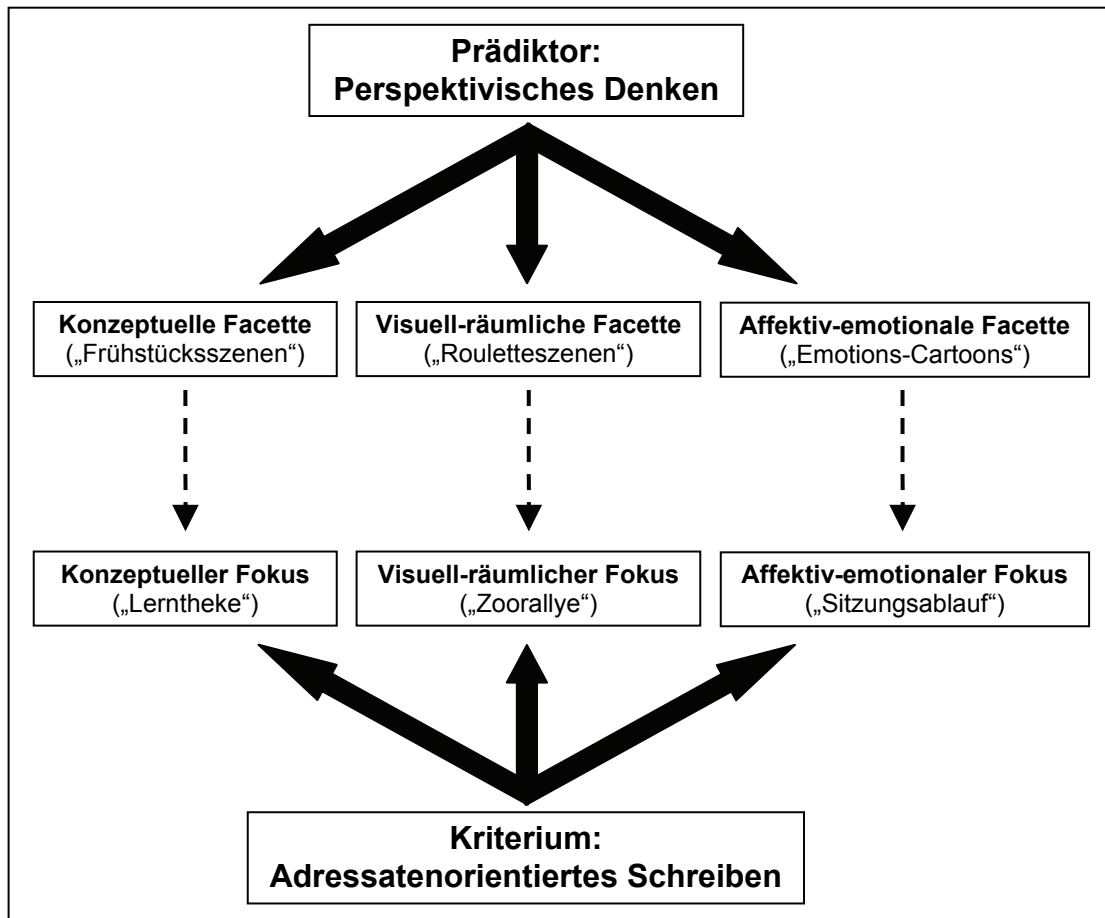 Prädiktor:
Perspektivisches Denken
Konzeptuelle Facette
(„Frühstücksszenen“)
Visuell-räumliche Facette
(„Rouletteszenen“)
Affektiv-emotionale Facette
(„Emotions-Cartoons“)
Konzeptueller Fokus
(„Lerntheke“)
Visuell-räumlicher Fokus
(„Zoorallye“)
Affektiv-emotionaler Fokus
(„Sitzungsablauf“)
Kriterium:
Adressatenorientiertes Schreiben